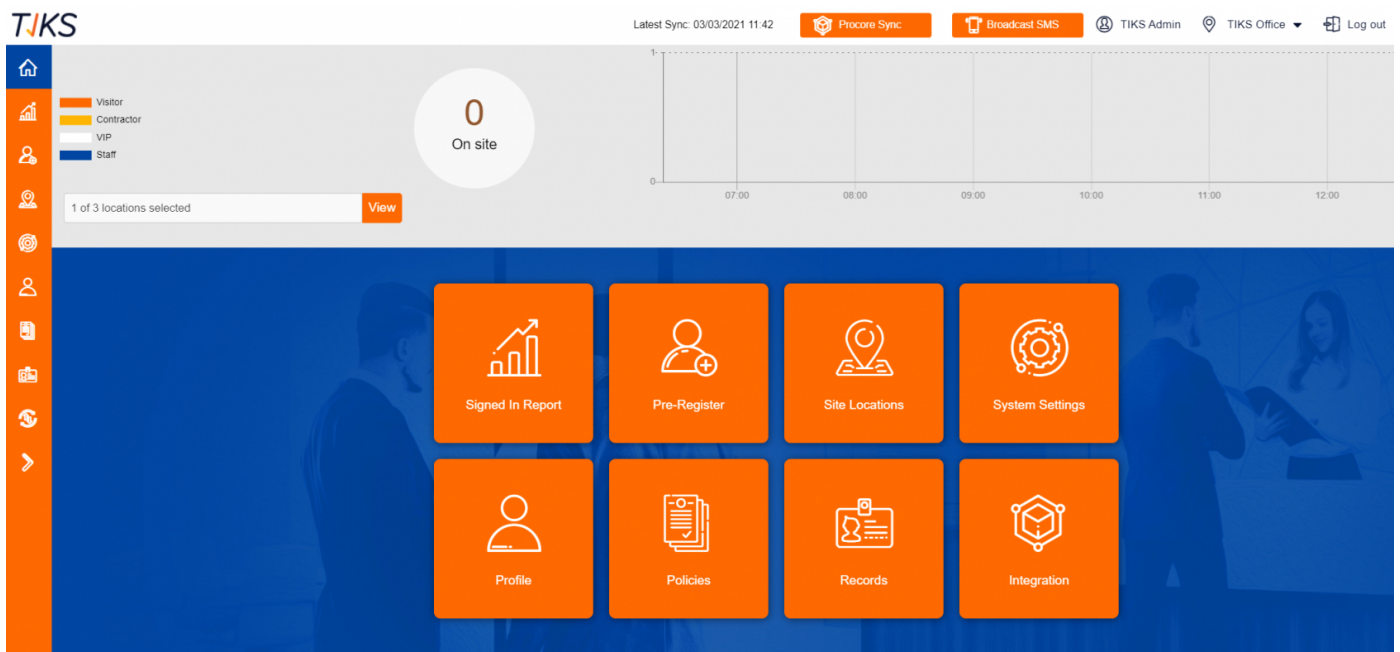 TIKS
Latest Sync: 03/03/2021 11:42
Procore Sync
Broadcast SMS
TIKS Admin
TIKS Office
Log out
Visitor
Contractor
VIP
Staff
1 of 3 locations selected
View
0
On site
1
0
07:00
08:00
09:00
10:00
11:00
12:00
Signed In Report
Pre-Register
Site Locations
System Settings
Profile
Policies
Records
Integration